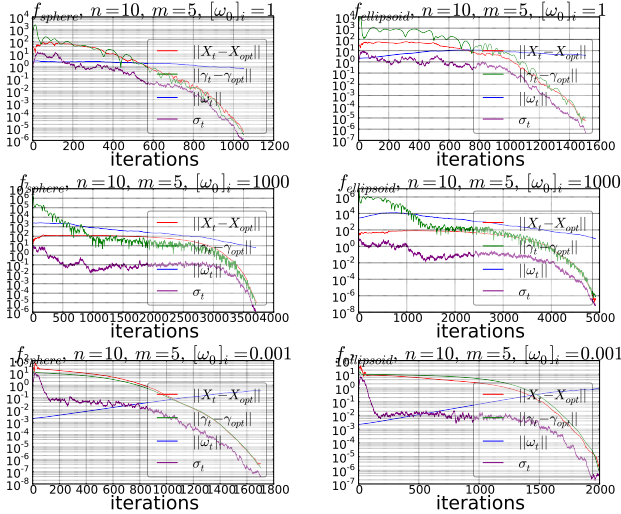 f_sphere, n=10, m=5, [ω_0]_i=1
10^4
10^3
10^2
10^1
10^0
10^-1
10^-2
10^-3
10^-4
10^-5
10^-6
||X_t−X_opt||
||γ_t−γ_opt||
||ω_t||
σ_t
0 200 400 600 800 1000 1200
iterations
f_ellipsoid, n=10, m=5, [ω_0]_i=1
10^4
10^3
10^2
10^1
10^0
10^-1
10^-2
10^-3
10^-4
10^-5
10^-6
10^-7
||X_t−X_opt||
||γ_t−γ_opt||
||ω_t||
σ_t
0 200 400 600 800 1000 1200 1400 1600
iterations
f_sphere, n=10, m=5, [ω_0]_i=1000
10^6
10^5
10^4
10^3
10^2
10^1
10^0
10^-1
10^-2
10^-3
10^-4
10^-5
10^-6
||X_t−X_opt||
||γ_t−γ_opt||
||ω_t||
σ_t
0 500 1000 1500 2000 2500 3000 3500 4000
iterations
f_ellipsoid, n=10, m=5, [ω_0]_i=1000
10^6
10^4
10^2
10^0
10^-2
10^-4
10^-6
10^-8
||X_t−X_opt||
||γ_t−γ_opt||
||ω_t||
σ_t
0 1000 2000 3000 4000 5000
iterations
f_sphere, n=10, m=5, [ω_0]_i=0.001
10^1
10^0
10^-1
10^-2
10^-3
10^-4
10^-5
10^-6
10^-7
10^-8
||X_t−X_opt||
||γ_t−γ_opt||
||ω_t||
σ_t
0 200 400 600 800 1000 1200 1400 1600 1800
iterations
f_ellipsoid, n=10, m=5, [ω_0]_i=0.001
10^1
10^0
10^-1
10^-2
10^-3
10^-4
10^-5
10^-6
10^-7
||X_t−X_opt||
||γ_t−γ_opt||
||ω_t||
σ_t
0 500 1000 1500 2000
iterations